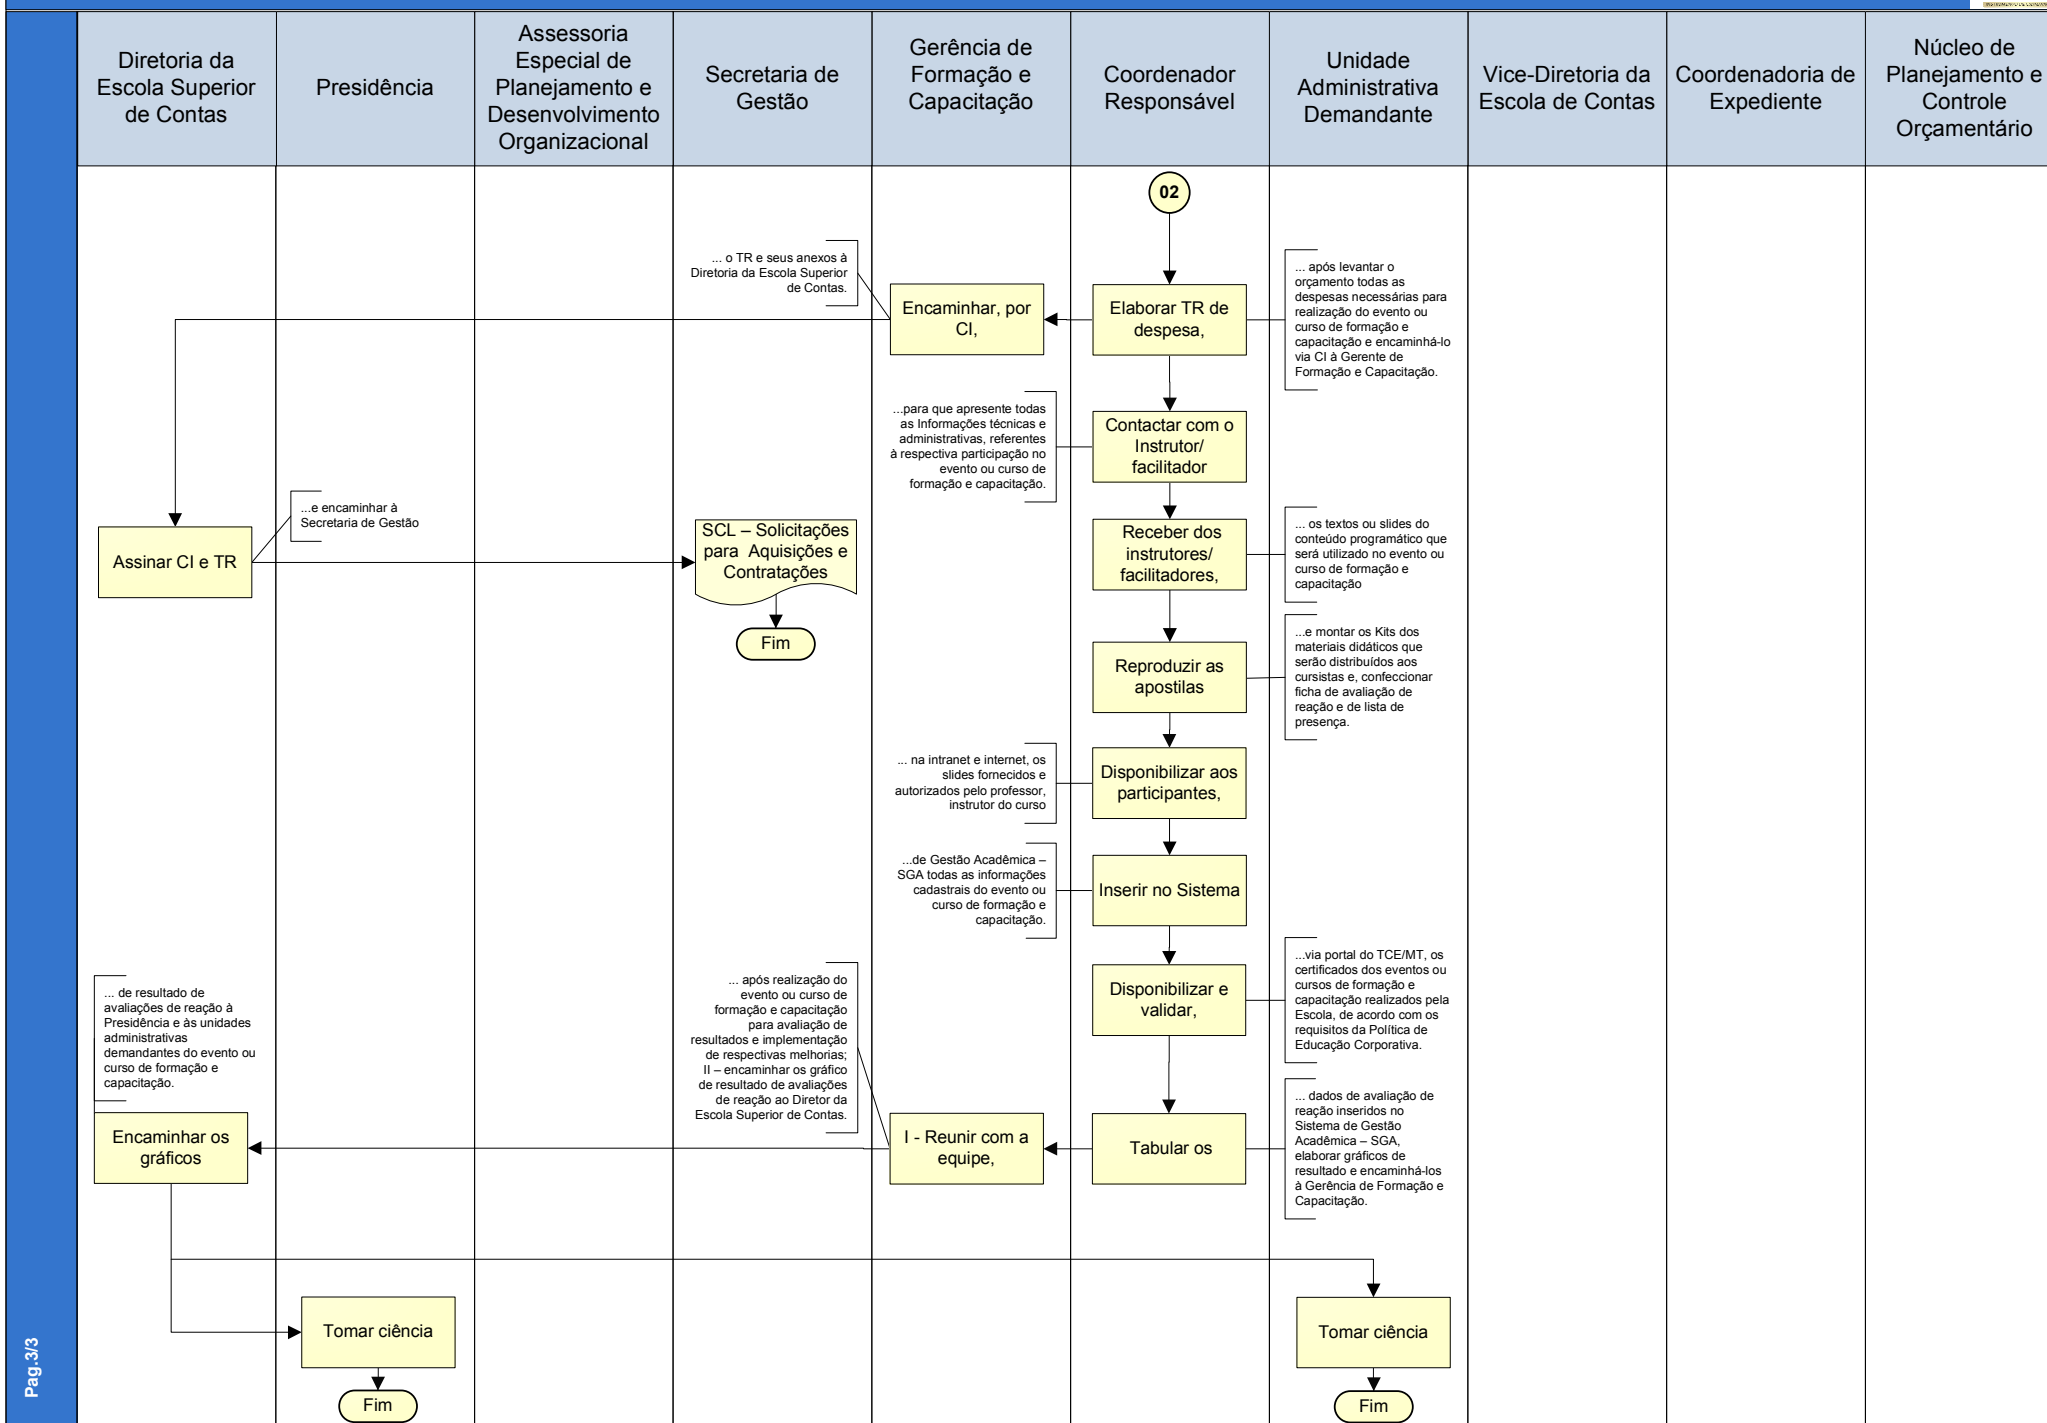 Diretoria da
Escola Superior
de Contas
Presidência
Assessoria
Especial de
Planejamento e
Desenvolvimento
Organizacional
Secretaria de
Gestão
Gerência de
Formação e
Capacitação
Coordenador
Responsável
Unidade
Administrativa
Demandante
Vice-Diretoria da
Escola de Contas
Coordenadoria de
Expediente
Núcleo de
Planejamento e
Controle
Orçamentário
02
... o TR e seus anexos à
Diretoria da Escola Superior
de Contas.
Encaminhar, por
CI,
Elaborar TR de
despesa,
... após levantar o
orçamento todas as
despesas necessárias para
realização do evento ou
curso de formação e
capacitação e encaminhá-lo
via CI à Gerente de
Formação e Capacitação.
...para que apresente todas
as Informações técnicas e
administrativas, referentes
à respectiva participação no
evento ou curso de
formação e capacitação.
Contactar com o
Instrutor/
facilitador
Assinar CI e TR
...e encaminhar à
Secretaria de Gestão
SCL – Solicitações
para Aquisições e
Contratações
Fim
Receber dos
instrutores/
facilitadores,
... os textos ou slides do
conteúdo programático que
será utilizado no evento ou
curso de formação e
capacitação
Reproduzir as
apostilas
...e montar os Kits dos
materiais didáticos que
serão distribuídos aos
cursistas e, confeccionar
ficha de avaliação de
reação e de lista de
presença.
... na intranet e internet, os
slides fornecidos e
autorizados pelo professor,
instrutor do curso
Disponibilizar aos
participantes,
...de Gestão Acadêmica –
SGA todas as informações
cadastrais do evento ou
curso de formação e
capacitação.
Inserir no Sistema
Disponibilizar e
validar,
...via portal do TCE/MT, os
certificados dos eventos ou
cursos de formação e
capacitação realizados pela
Escola, de acordo com os
requisitos da Política de
Educação Corporativa.
... de resultado de
avaliações de reação à
Presidência e às unidades
administrativas
demandantes do evento ou
curso de formação e
capacitação.
Encaminhar os
gráficos
... após realização do
evento ou curso de
formação e capacitação
para avaliação de
resultados e implementação
de respectivas melhorias;
II – encaminhar os gráfico
de resultado de avaliações
de reação ao Diretor da
Escola Superior de Contas.
I - Reunir com a
equipe,
Tabular os
... dados de avaliação de
reação inseridos no
Sistema de Gestão
Acadêmica – SGA,
elaborar gráficos de
resultado e encaminhá-los
à Gerência de Formação e
Capacitação.
Tomar ciência
Fim
Tomar ciência
Fim
Pag.3/3